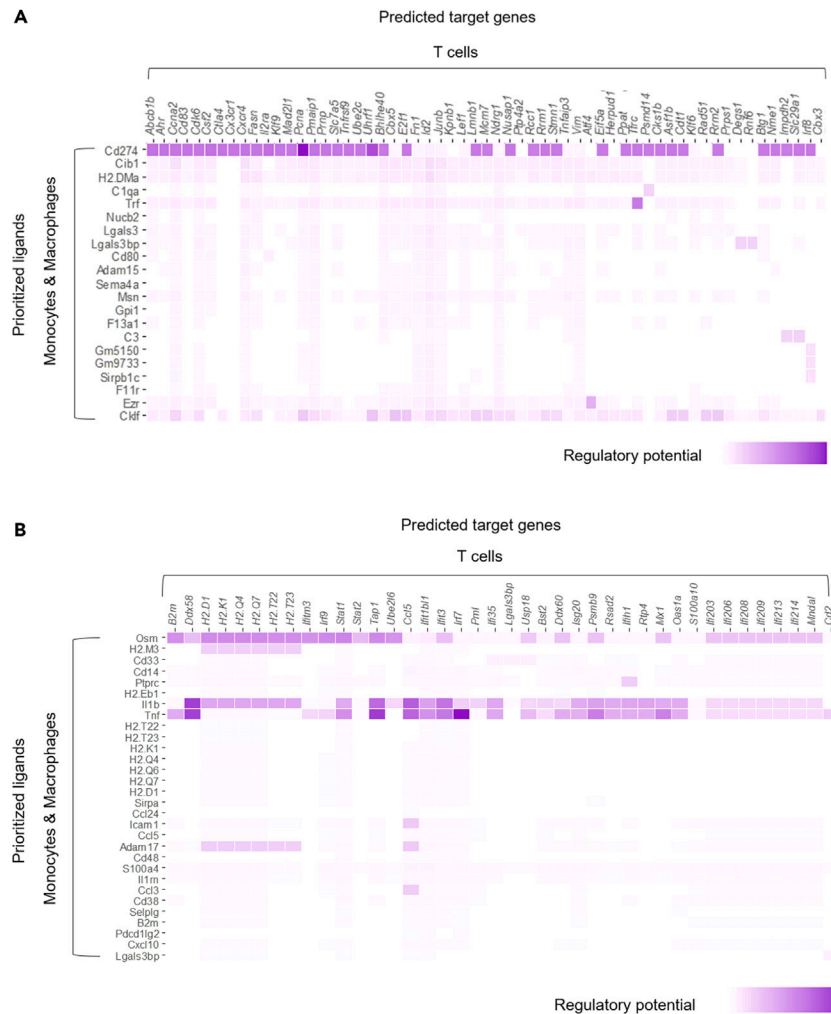 A
Predicted target genes
T cells
Abcb1b
Ahr
Ccna2
Cd83
Cdk6
Csf2
Ctla4
Cx3cr1
Cxcr4
Fasn
Il2ra
Klf9
Mad2l1
Pcna
Pmaip1
Prnp
Slc7a5
Tnfrsf9
Ube2c
Uhrf1
Bhlhe40
Cbx5
E2f1
Fn1
Id2
Junb
Kpnb1
Lef1
Lmnb1
Mcm7
Ndrg1
Nusap1
Ptp4a2
Rcc1
Rrm1
Stmn1
Tnfaip3
Vim
Atf4
Eif5a
Herpud1
Ppat
Tfrc
Psmd14
Cks1b
Asf1b
Cdt1
Klf6
Rad51
Rrm2
Prps1
Degs1
Rnf6
Btg1
Nme1
Impdh2
Slc29a1
Irf8
Cbx3
Prioritized ligands
Monocytes & Macrophages
Cd274
Cib1
H2.DMa
C1qa
Trf
Nucb2
Lgals3
Lgals3bp
Cd80
Adam15
Sema4a
Msn
Gpi1
F13a1
C3
Gm5150
Gm9733
Sirpb1c
F11r
Ezr
Cklf
Regulatory potential
B
Predicted target genes
T cells
B2m
Ddx58
H2.D1
H2.K1
H2.Q4
H2.Q7
H2.T22
H2.T23
Ifitm3
Irf9
Stat1
Stat2
Tap1
Ube2l6
Ccl5
Ifit1bl1
Ifit3
Irf7
Pml
Ifi35
Lgals3bp
Usp18
Bst2
Ddx60
Isg20
Psmb9
Rsad2
Ifih1
Rtp4
Mx1
Oas1a
S100a10
Ifi203
Ifi206
Ifi208
Ifi209
Ifi213
Ifi214
Mndal
Cd2
Prioritized ligands
Monocytes & Macrophages
Osm
H2.M3
Cd33
Cd14
Ptprc
H2.Eb1
Il1b
Tnf
H2.T22
H2.T23
H2.K1
H2.Q4
H2.Q6
H2.Q7
H2.D1
Sirpa
Ccl24
Icam1
Ccl5
Adam17
Cd48
S100a4
Il1rn
Ccl3
Cd38
Selplg
B2m
Pdcd1lg2
Cxcl10
Lgals3bp
Regulatory potential